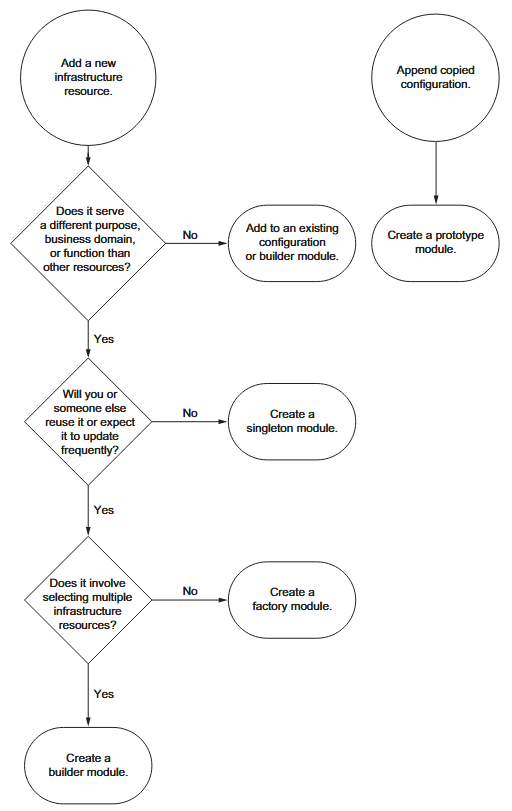 Add a new
infrastructure
resource.
Append copied
configuration.
Does it serve
a different purpose,
business domain,
or function than
other resources?
No
Add to an existing
configuration
or builder module.
Create a prototype
module.
Yes
Will you or
someone else
reuse it or expect
it to update
frequently?
No
Create a
singleton module.
Yes
Does it involve
selecting multiple
infrastructure
resources?
No
Create a
factory module.
Yes
Create a
builder module.